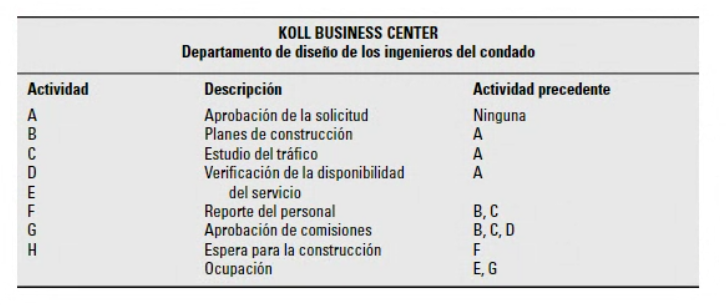 KOLL BUSINESS CENTER
Departamento de diseño de los ingenieros del condado
Actividad Descripción Actividad precedente
A Aprobación de la solicitud Ninguna
B Planes de construcción A
C Estudio del tráfico A
D Verificación de la disponibilidad A
E del servicio
F Reporte del personal B, C
G Aprobación de comisiones B, C, D
H Espera para la construcción F
Ocupación E, G